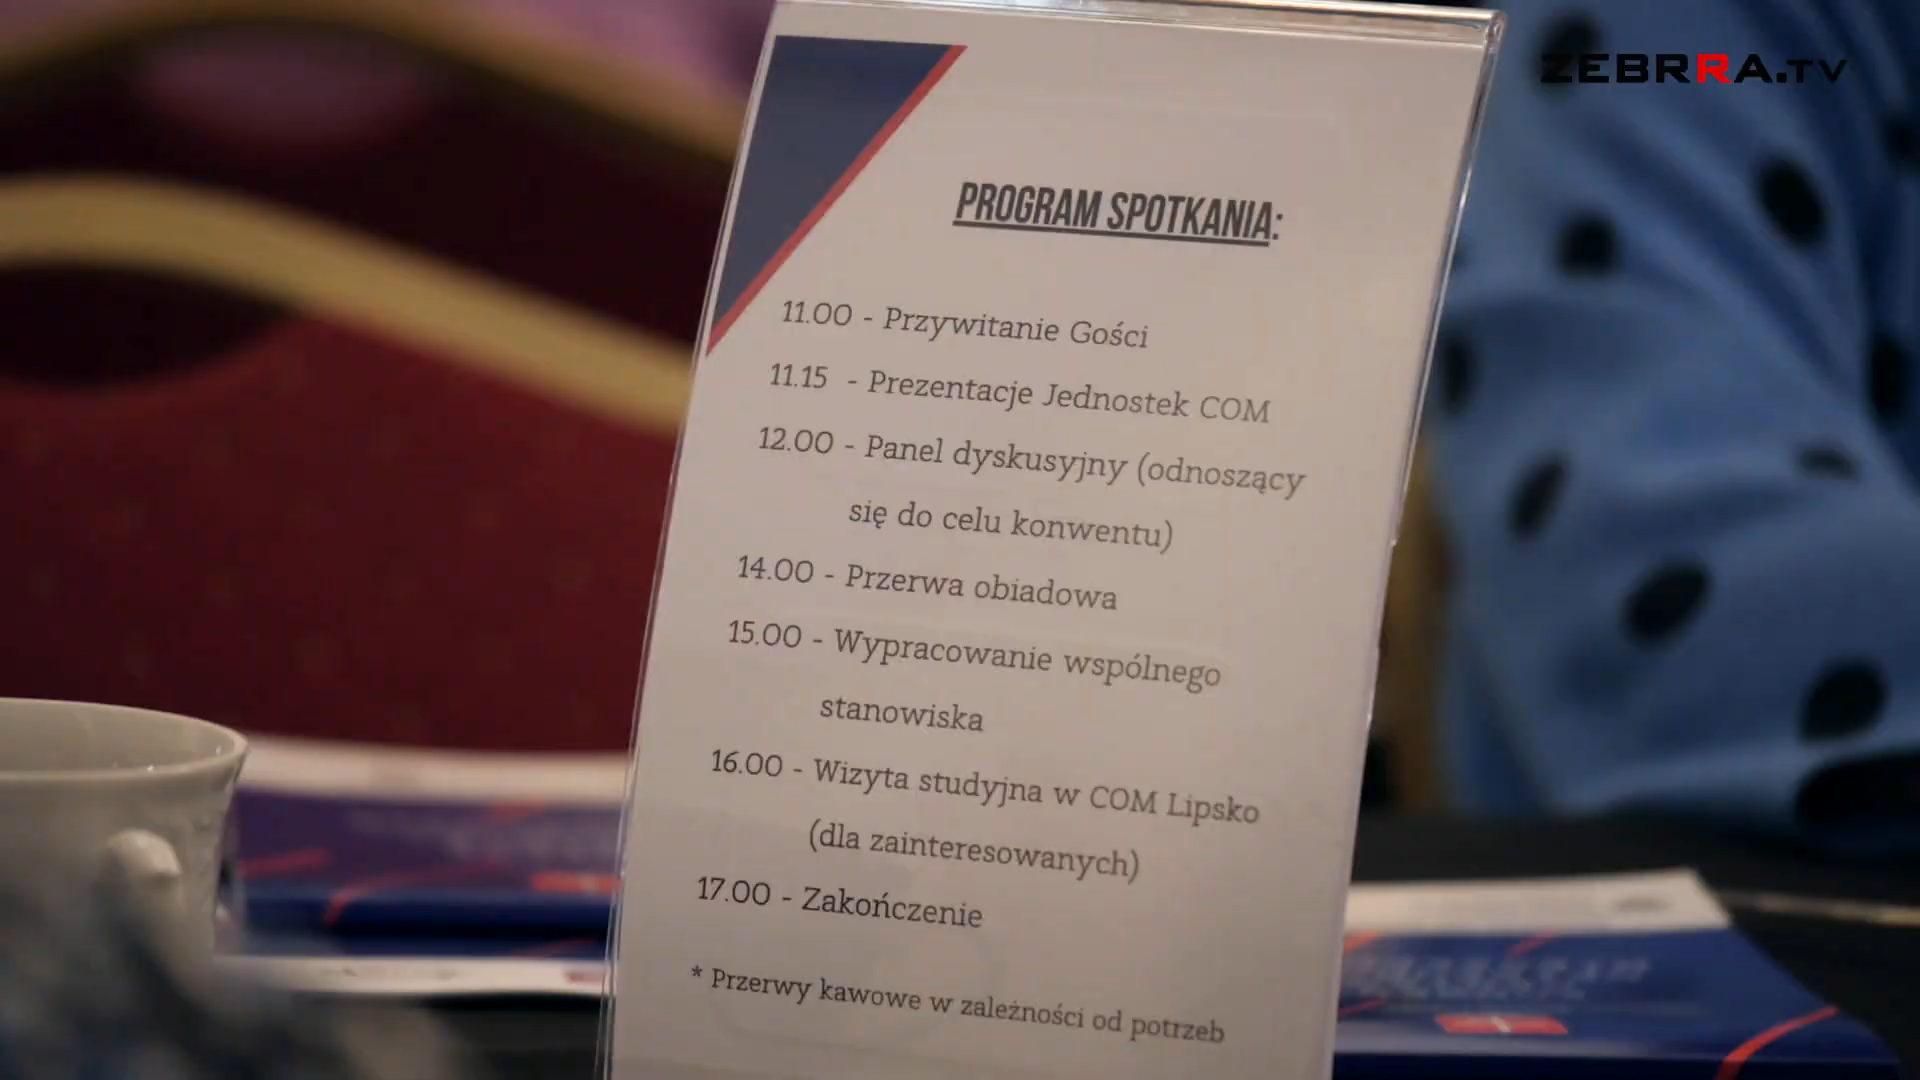 ZEBRRA.TV
PROGRAM SPOTKANIA:
11.00 - Przywitanie Gości
11.15 - Prezentacje Jednostek COM
12.00 - Panel dyskusyjny (odnoszący
się do celu konwentu)
14.00 - Przerwa obiadowa
15.00 - Wypracowanie wspólnego
stanowiska
16.00 - Wizyta studyjna w COM Lipsko
(dla zainteresowanych)
17.00 - Zakończenie
* Przerwy kawowe w zależności od potrzeb